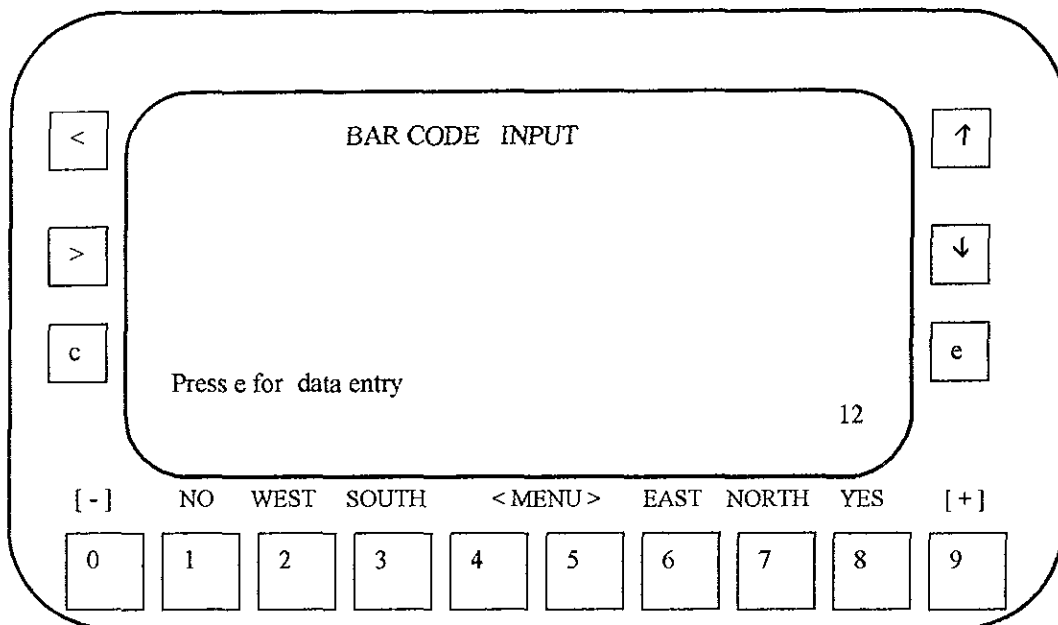 BAR CODE INPUT
<
↑
>
↓
c
e
Press e for data entry
12
[ - ] NO WEST SOUTH < MENU > EAST NORTH YES [ + ]
0 1 2 3 4 5 6 7 8 9